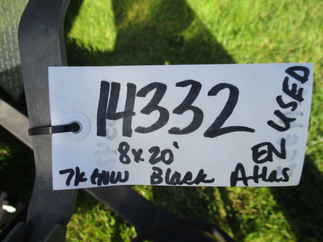 14332
8x20'
7k GVW Black Atlas
EN USED